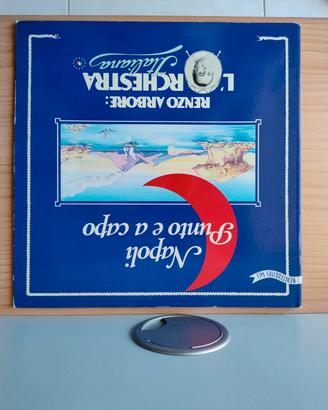 RENZO ARBORE:
L'ORCHESTRA
Italiana
Napoli
Punto e a capo